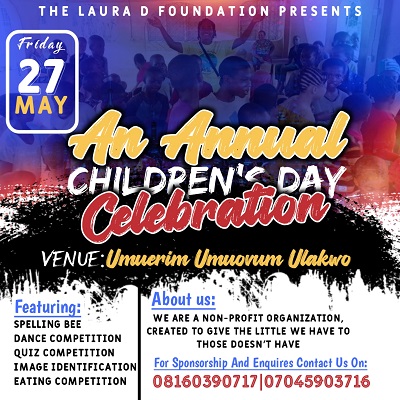 THE LAURA D FOUNDATION PRESENTS
Friday
27
MAY
An Annual
CHILDREN'S DAY
Celebration
VENUE: Umuerim Umuovum Ulakwo
Featuring:
SPELLING BEE
DANCE COMPETITION
QUIZ COMPETITION
IMAGE IDENTIFICATION
EATING COMPETITION
About us:
WE ARE A NON-PROFIT ORGANIZATION,
CREATED TO GIVE THE LITTLE WE HAVE TO
THOSE DOESN'T HAVE
For Sponsorship And Enquires Contact Us On:
08160390717|07045903716